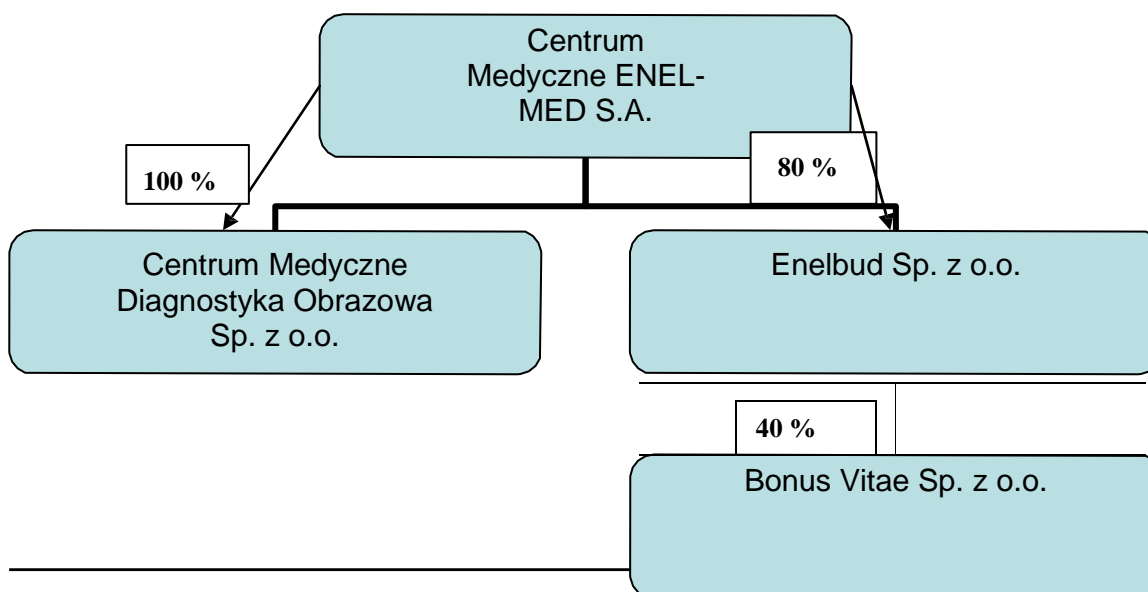 Centrum
Medyczne ENEL-
MED S.A.
100 %
80 %
Centrum Medyczne
Diagnostyka Obrazowa
Sp. z o.o.
Enelbud Sp. z o.o.
40 %
Bonus Vitae Sp. z o.o.